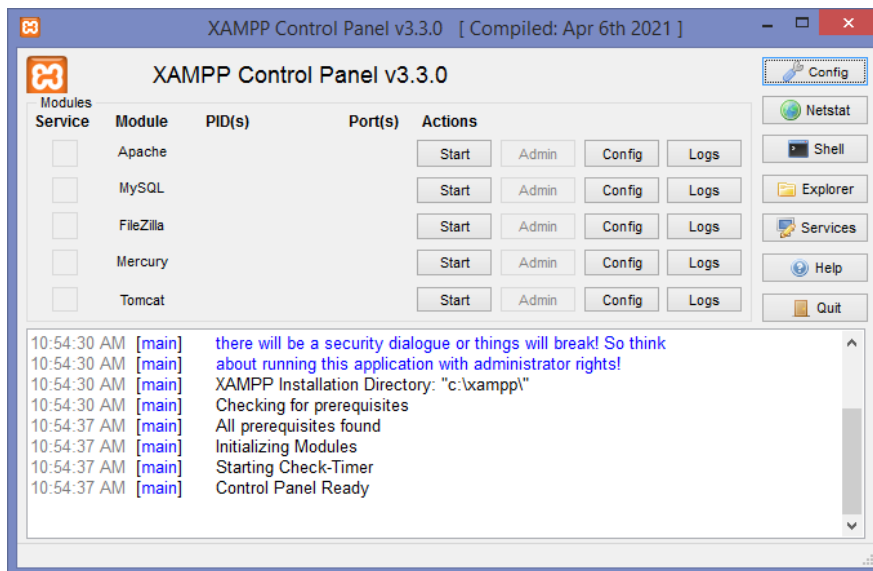 XAMPP Control Panel v3.3.0 [ Compiled: Apr 6th 2021 ]
XAMPP Control Panel v3.3.0
Config
Modules
Service Module PID(s) Port(s) Actions
Netstat
Apache Start Admin Config Logs
Shell
MySQL Start Admin Config Logs
Explorer
FileZilla Start Admin Config Logs
Services
Mercury Start Admin Config Logs
Help
Tomcat Start Admin Config Logs
Quit
10:54:30 AM [main] there will be a security dialogue or things will break! So think
10:54:30 AM [main] about running this application with administrator rights!
10:54:30 AM [main] XAMPP Installation Directory: "c:\xampp\"
10:54:30 AM [main] Checking for prerequisites
10:54:37 AM [main] All prerequisites found
10:54:37 AM [main] Initializing Modules
10:54:37 AM [main] Starting Check-Timer
10:54:37 AM [main] Control Panel Ready